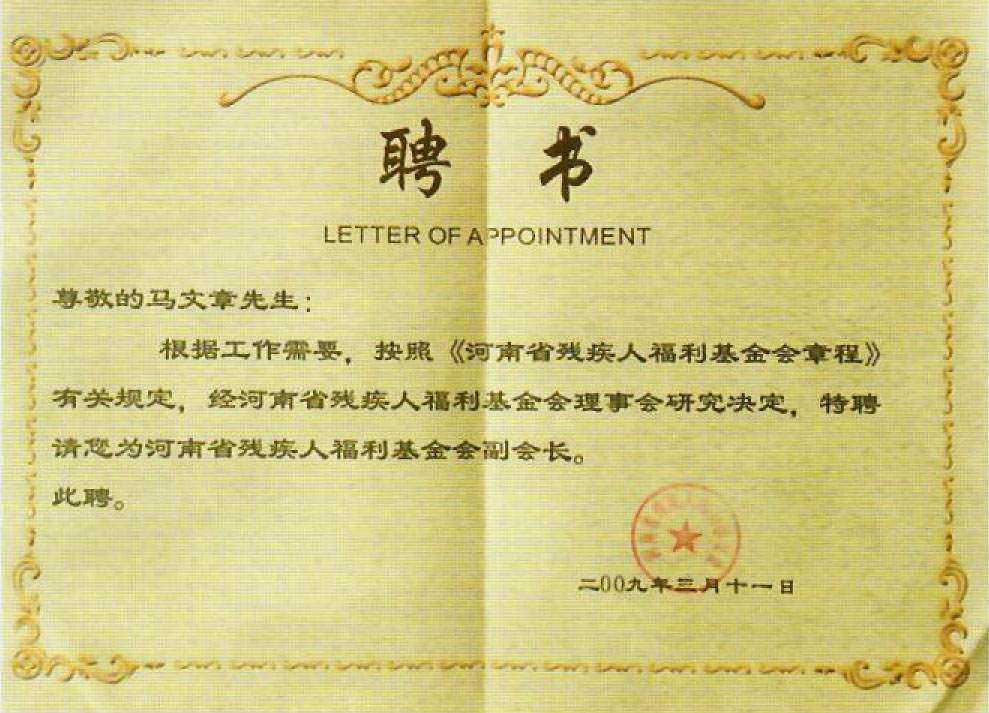 聘 书
LETTER OF APPOINTMENT
尊敬的马文章先生：
根据工作需要，按照《河南省残疾人福利基金会章程》
有关规定，经河南省残疾人福利基金会理事会研究决定，特聘
请您为河南省残疾人福利基金会副会长。
此聘。
二00九年三月十一日